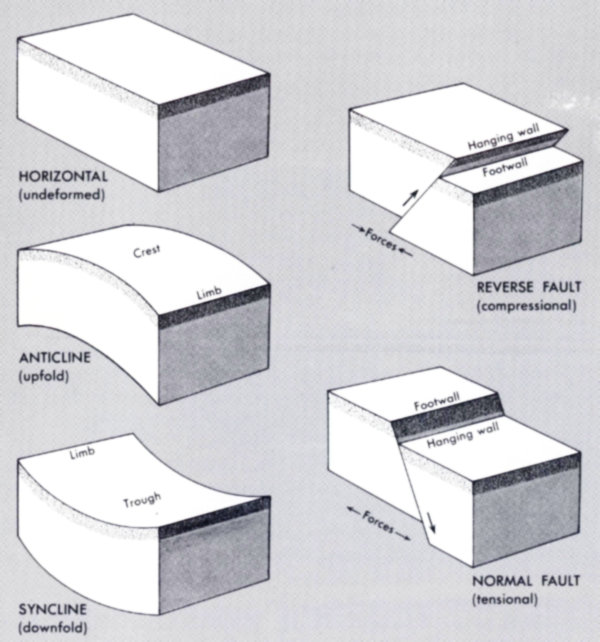 HORIZONTAL
(undeformed)
Crest
Limb
ANTICLINE
(upfold)
Limb
Trough
SYNCLINE
(downfold)
Hanging wall
Footwall
Forces
REVERSE FAULT
(compressional)
Footwall
Hanging wall
Forces
NORMAL FAULT
(tensional)